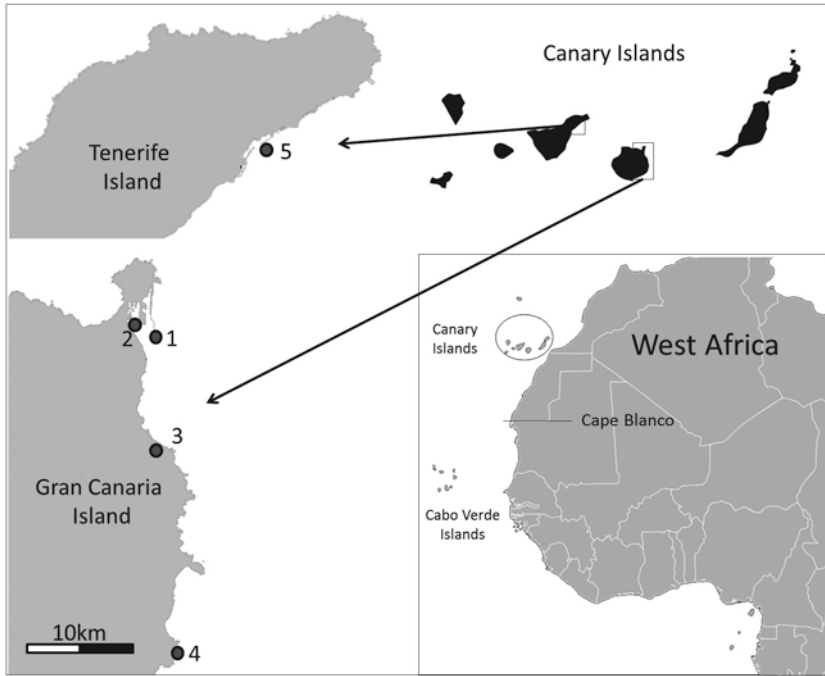 Canary Islands
Tenerife
Island
5
2
1
3
Gran Canaria
Island
10km
4
Canary
Islands
West Africa
Cape Blanco
Cabo Verde
Islands